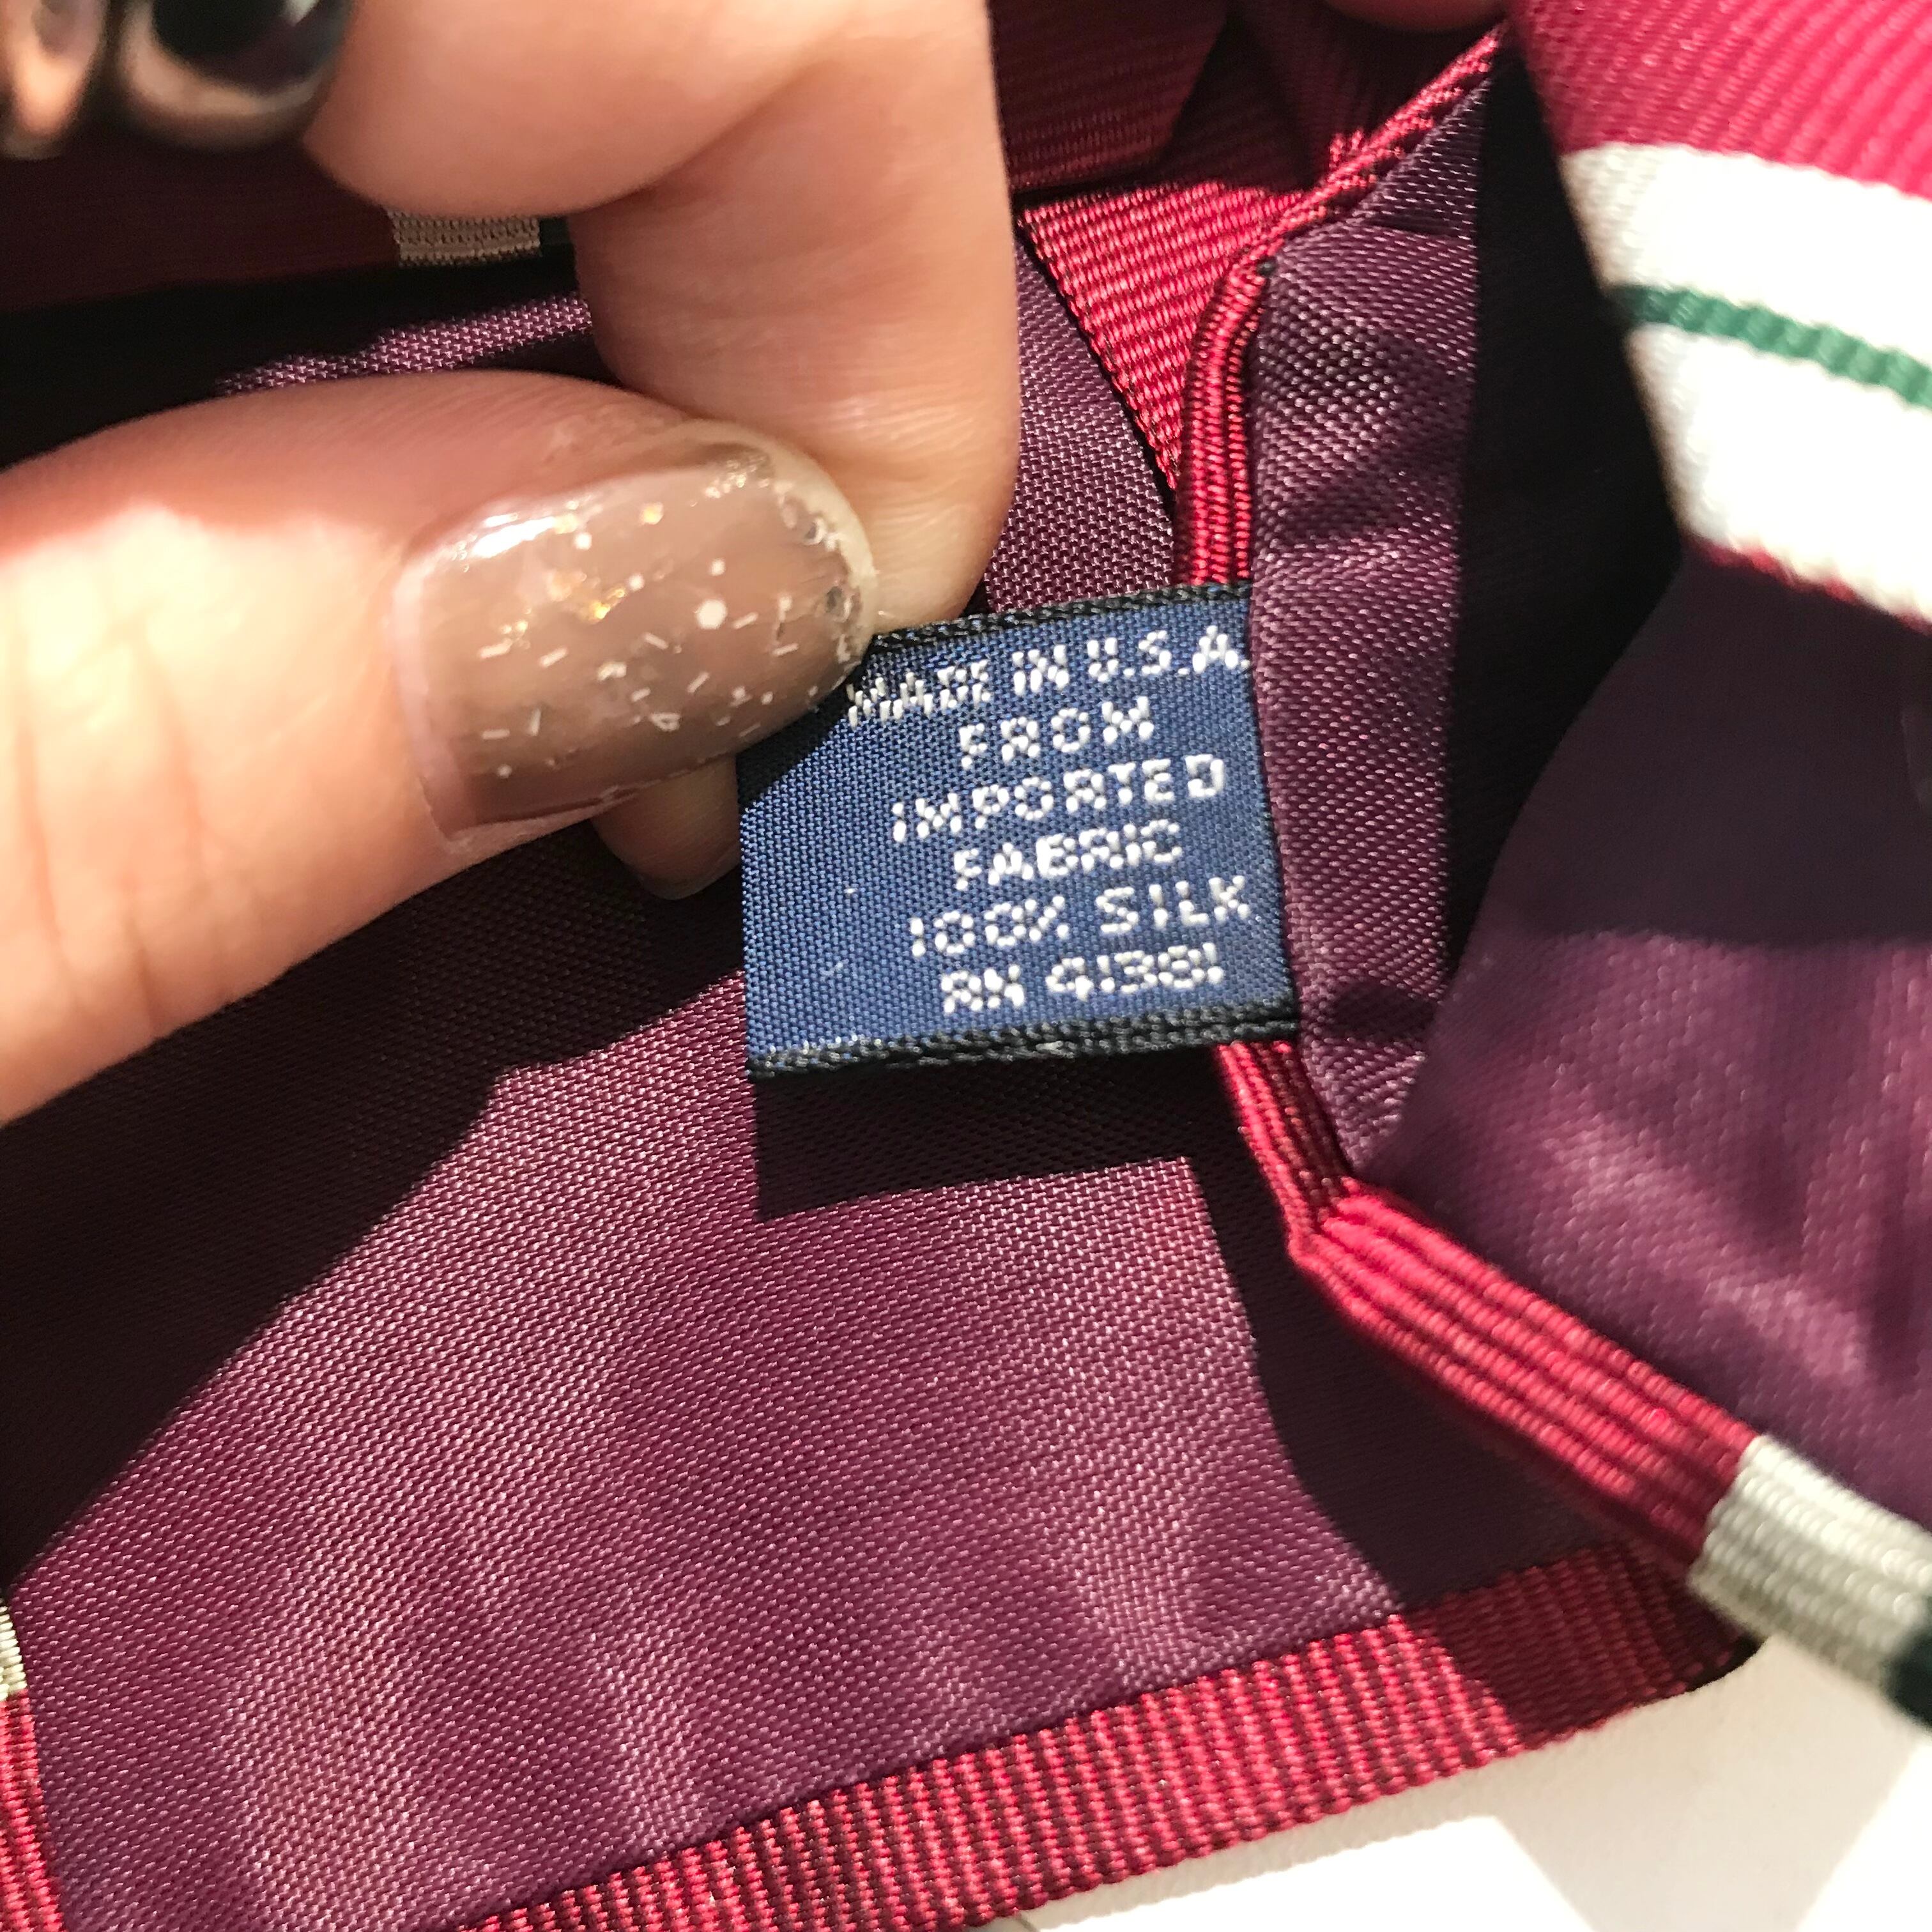 MADE IN U.S.A.
FROM
IMPORTED
FABRIC
100% SILK
RN 41381